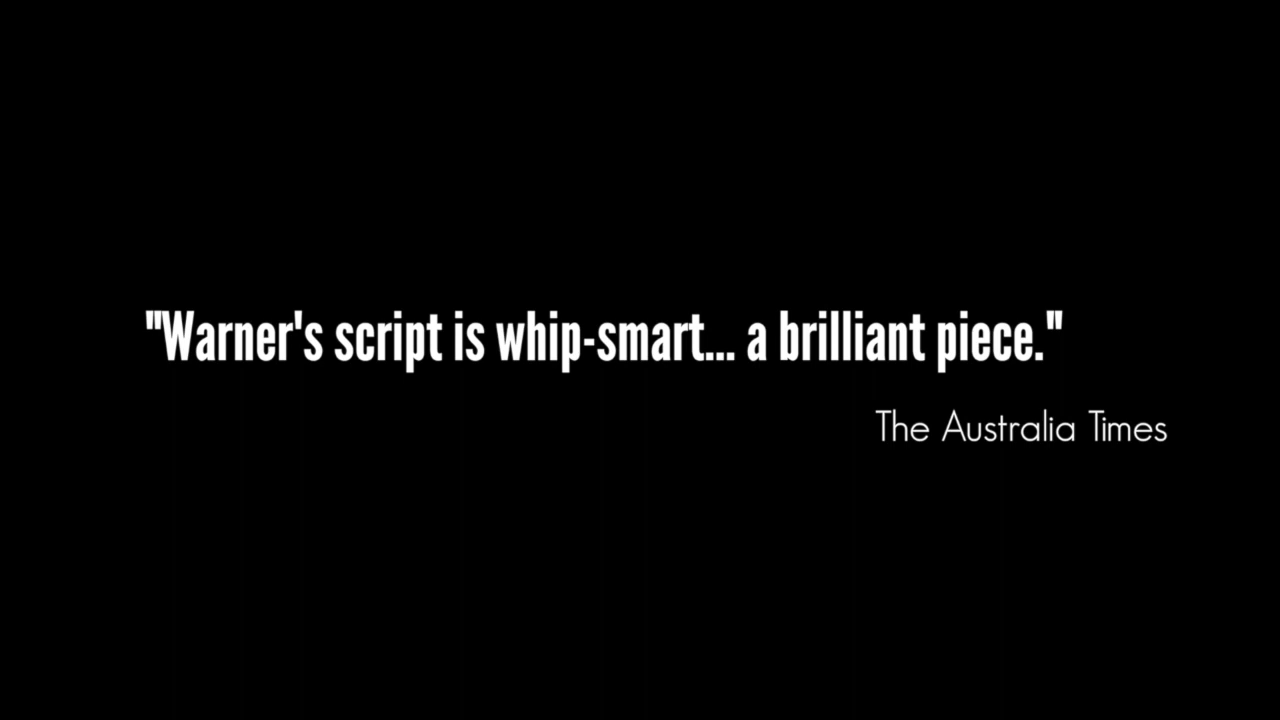 "Warner's script is whip-smart... a brilliant piece."
The Australia Times